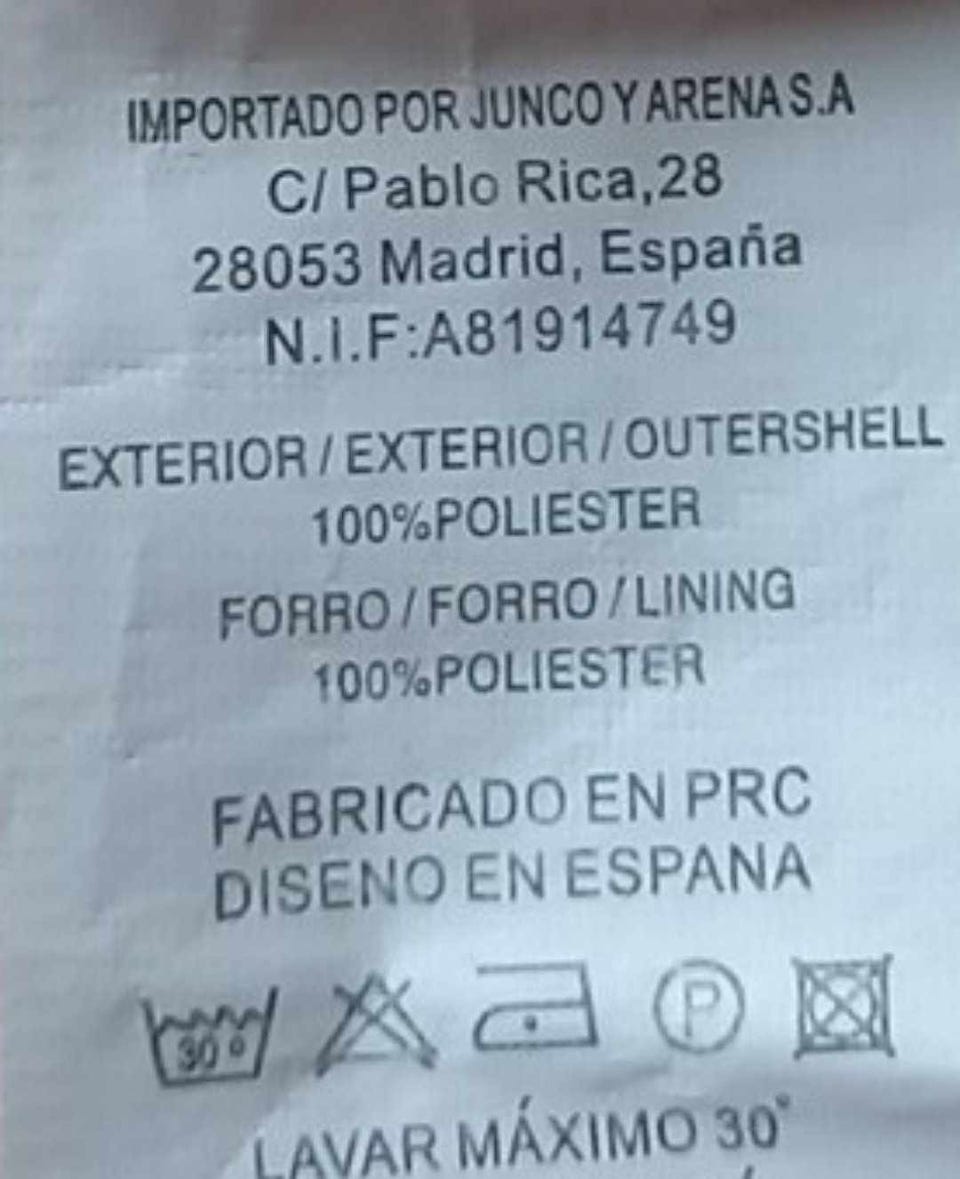 IMPORTADO POR JUNCO Y ARENA S.A
C/ Pablo Rica,28
28053 Madrid, España
N.I.F:A81914749
EXTERIOR / EXTERIOR / OUTERSHELL
100%POLIESTER
FORRO / FORRO / LINING
100%POLIESTER
FABRICADO EN PRC
DISENO EN ESPANA
30° P
LAVAR MÁXIMO 30°